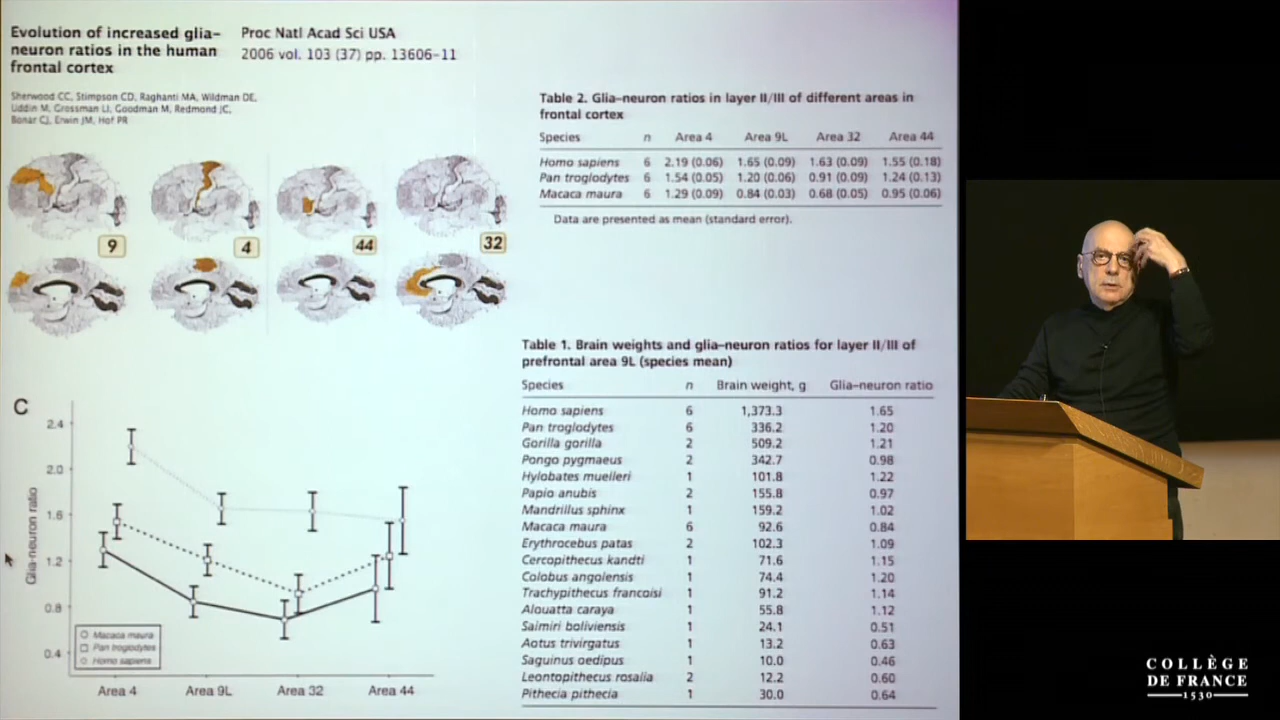 Evolution of increased glia–
neuron ratios in the human
frontal cortex
Proc Natl Acad Sci USA
2006 vol. 103 (37) pp. 13606–11
Sherwood CC, Stimpson CD, Raghanti MA, Wildman DE,
Uddin M, Grossman LI, Goodman M, Redmond JC,
Bonar CJ, Erwin JM, Hof PR
9
4
44
32
Table 2. Glia–neuron ratios in layer II/III of different areas in
frontal cortex
Species n Area 4 Area 9L Area 32 Area 44
Homo sapiens 6 2.19 (0.06) 1.65 (0.09) 1.63 (0.09) 1.55 (0.18)
Pan troglodytes 6 1.54 (0.05) 1.20 (0.06) 0.91 (0.09) 1.24 (0.13)
Macaca maura 6 1.29 (0.09) 0.84 (0.03) 0.68 (0.05) 0.95 (0.06)
Data are presented as mean (standard error).
Table 1. Brain weights and glia–neuron ratios for layer II/III of
prefrontal area 9L (species mean)
Species n Brain weight, g Glia–neuron ratio
Homo sapiens 6 1,373.3 1.65
Pan troglodytes 6 336.2 1.20
Gorilla gorilla 2 509.2 1.21
Pongo pygmaeus 2 342.7 0.98
Hylobates muelleri 1 101.8 1.22
Papio anubis 2 155.8 0.97
Mandrillus sphinx 1 159.2 1.02
Macaca maura 6 92.6 0.84
Erythrocebus patas 2 102.3 1.09
Cercopithecus kandti 1 71.6 1.15
Colobus angolensis 1 74.4 1.20
Trachypithecus francoisi 1 91.2 1.14
Alouatta caraya 1 55.8 1.12
Saimiri boliviensis 1 24.1 0.51
Aotus trivirgatus 1 13.2 0.63
Saguinus oedipus 1 10.0 0.46
Leontopithecus rosalia 2 12.2 0.60
Pithecia pithecia 1 30.0 0.64
C
Glia–neuron ratio
2.4
2.0
1.6
1.2
0.8
0.4
Macaca maura
Pan troglodytes
Homo sapiens
Area 4 Area 9L Area 32 Area 44
COLLÈGE
DE FRANCE
1530